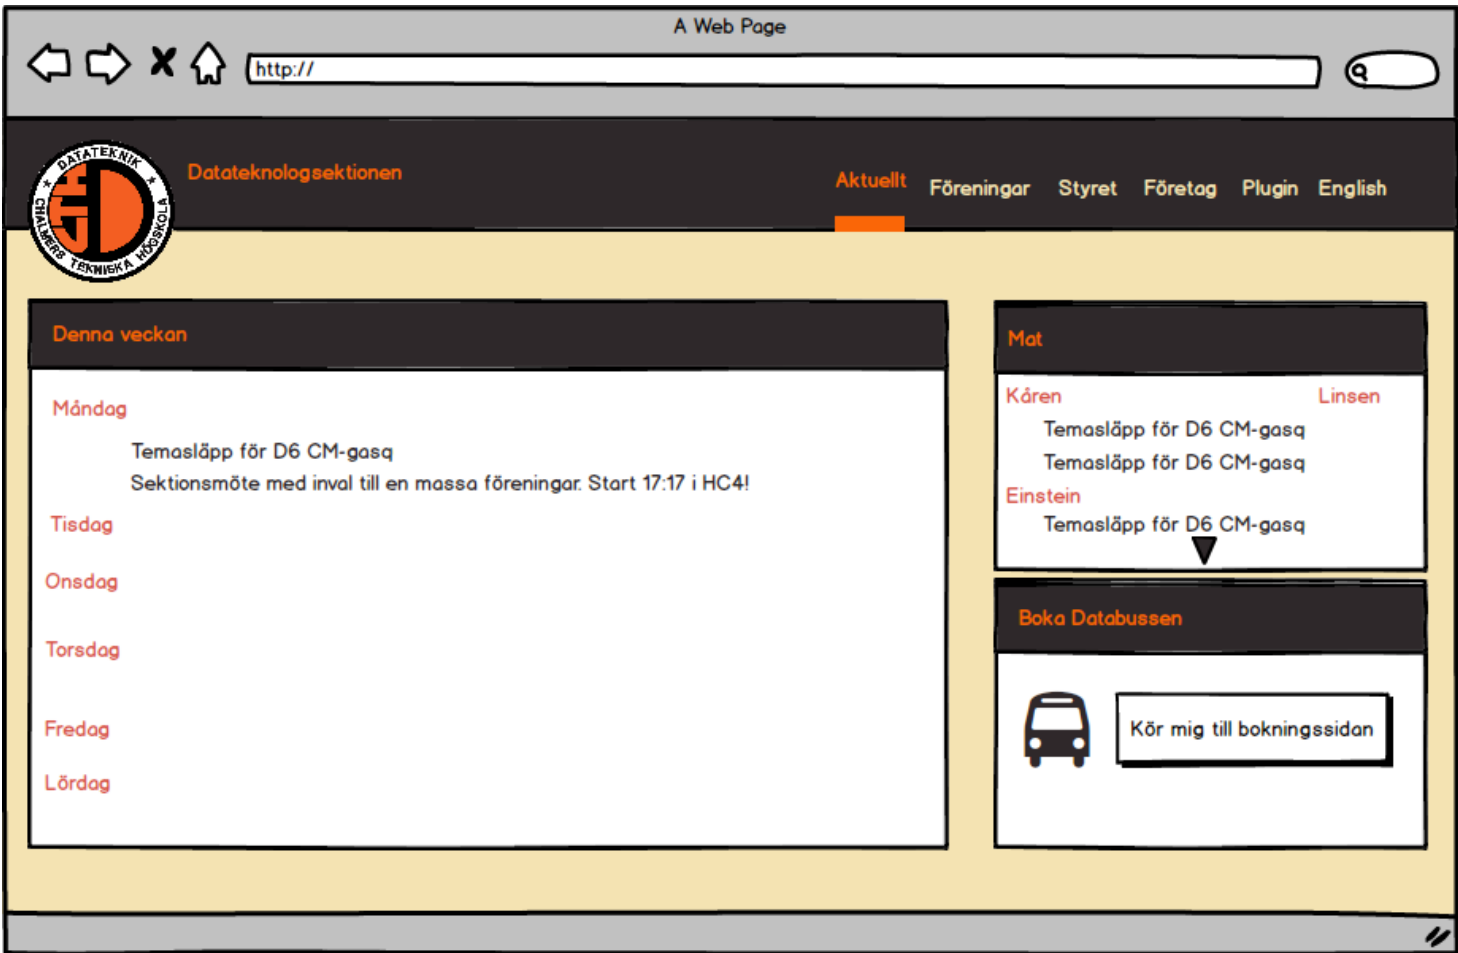 A Web Page
http://
DATATEKNIK
CHALMERS TEKNISKA HÖGSKOLA
Datateknologsektionen
Aktuellt Föreningar Styret Företag Plugin English
Denna veckan
Måndag
Temasläpp för D6 CM-gasq
Sektionsmöte med inval till en massa föreningar. Start 17:17 i HC4!
Tisdag
Onsdag
Torsdag
Fredag
Lördag
Mat
Kåren Linsen
Temasläpp för D6 CM-gasq
Temasläpp för D6 CM-gasq
Einstein
Temasläpp för D6 CM-gasq
Boka Databussen
Kör mig till bokningssidan